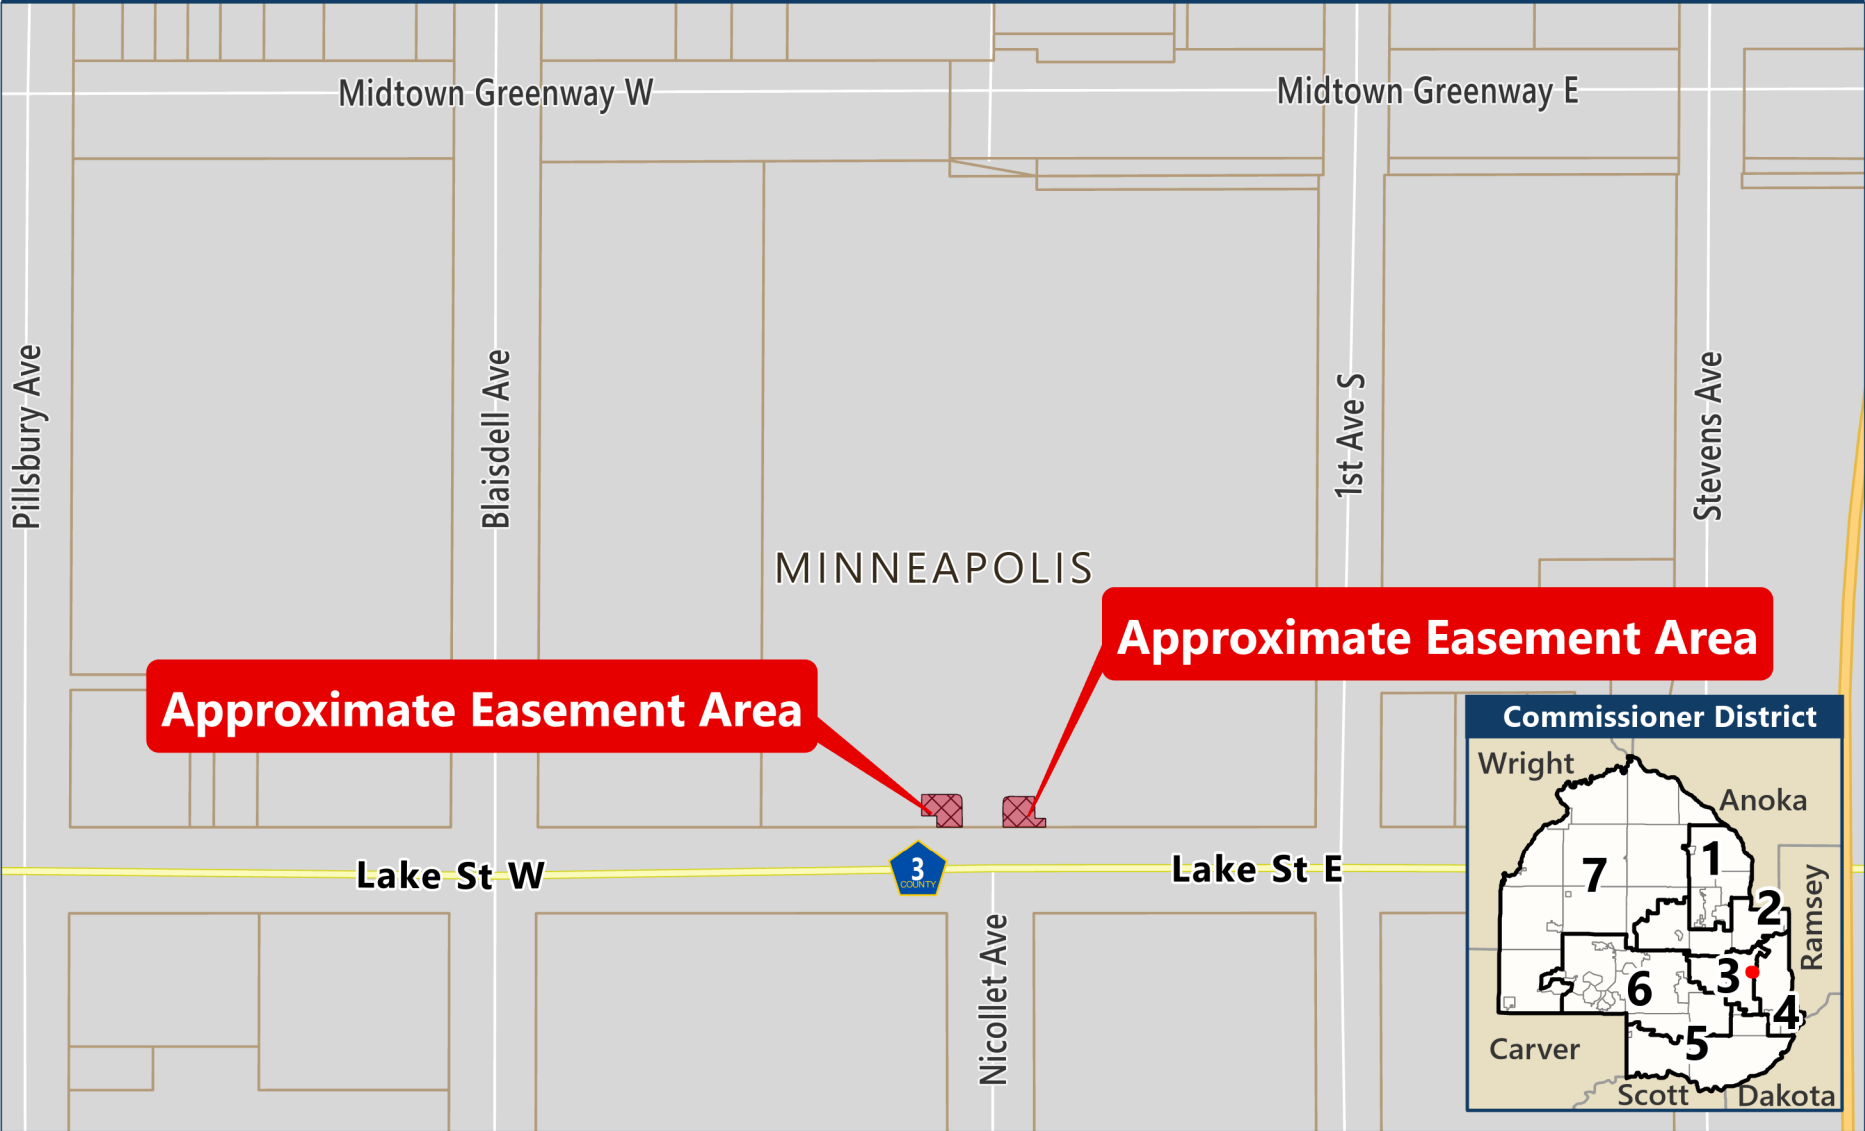 Midtown Greenway W
Midtown Greenway E
Pillsbury Ave
Blaisdell Ave
1st Ave S
Stevens Ave
MINNEAPOLIS
Approximate Easement Area
Approximate Easement Area
Lake St W
3
COUNTY
Lake St E
Nicollet Ave
Commissioner District
Wright
Anoka
1
7
2
Ramsey
3
6
4
5
Carver
Scott
Dakota